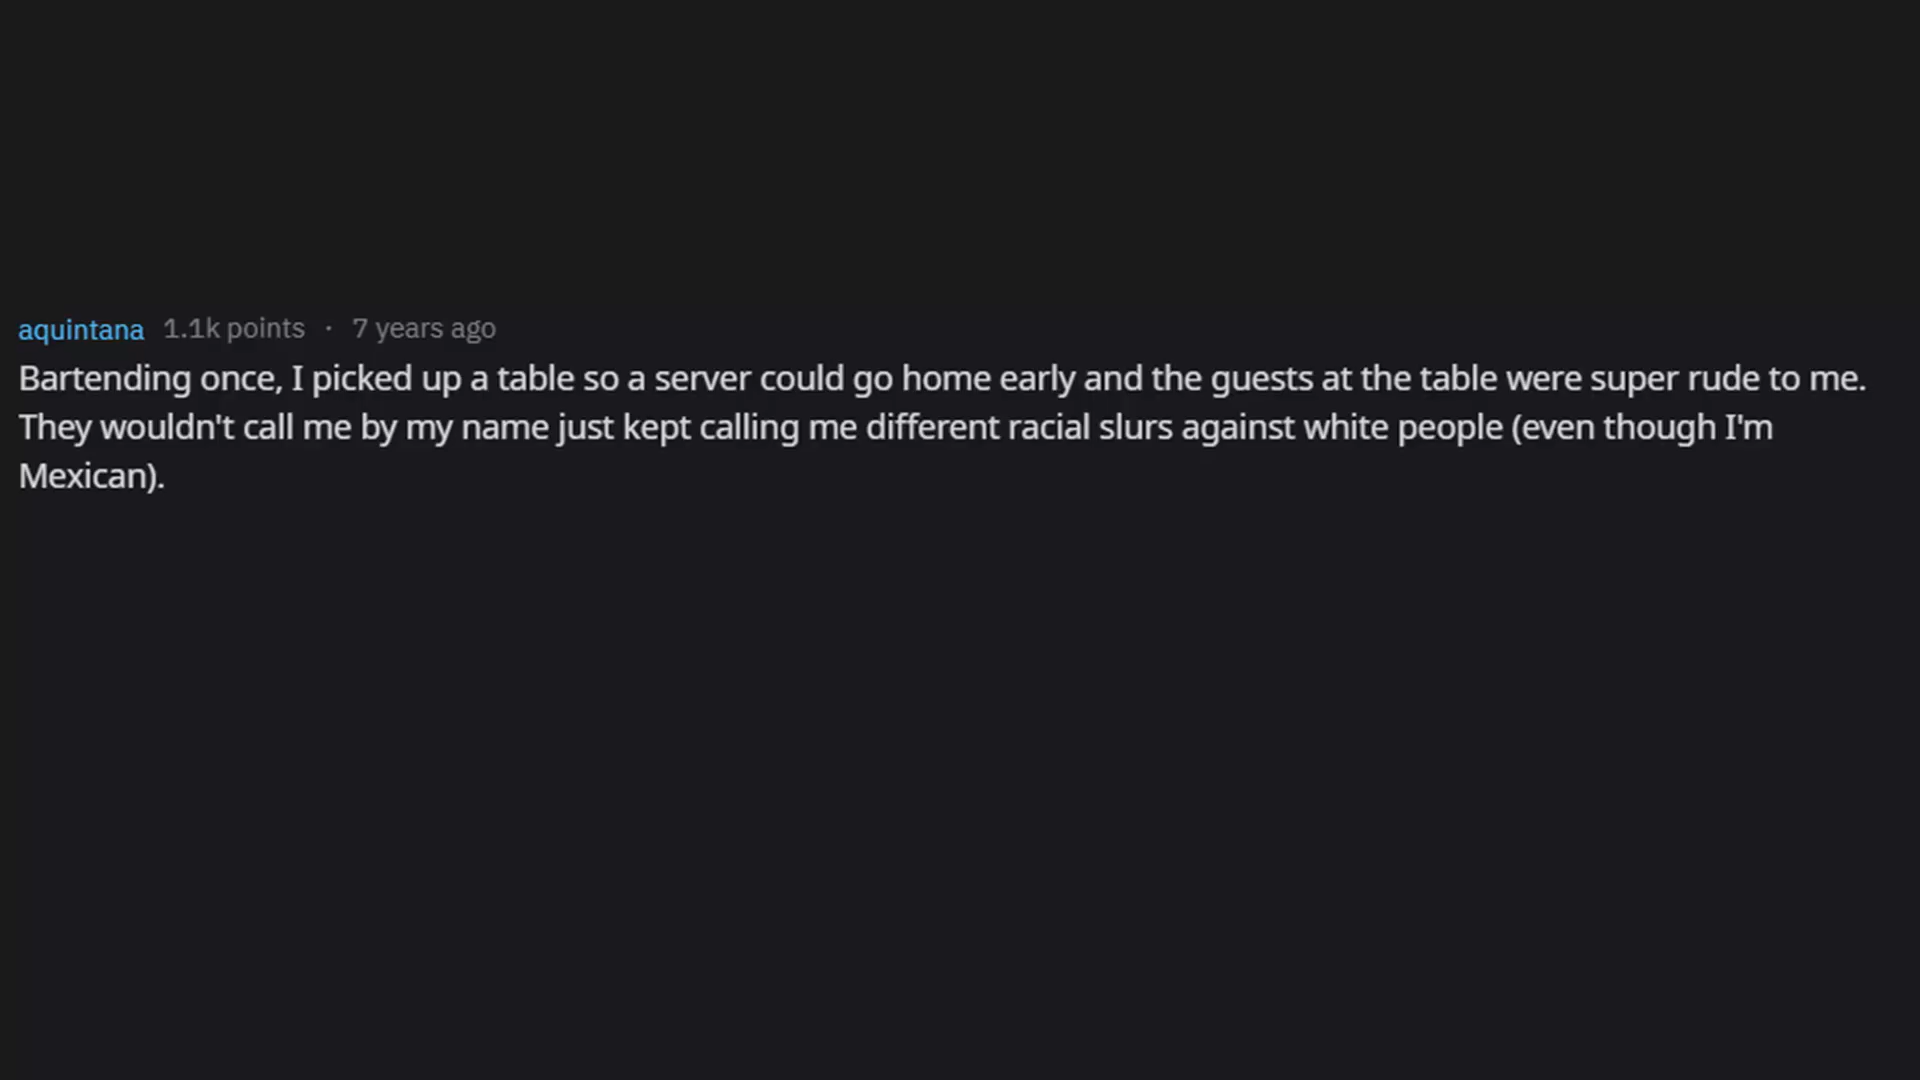 aquintana 1.1k points · 7 years ago
Bartending once, I picked up a table so a server could go home early and the guests at the table were super rude to me.
They wouldn't call me by my name just kept calling me different racial slurs against white people (even though I'm
Mexican).